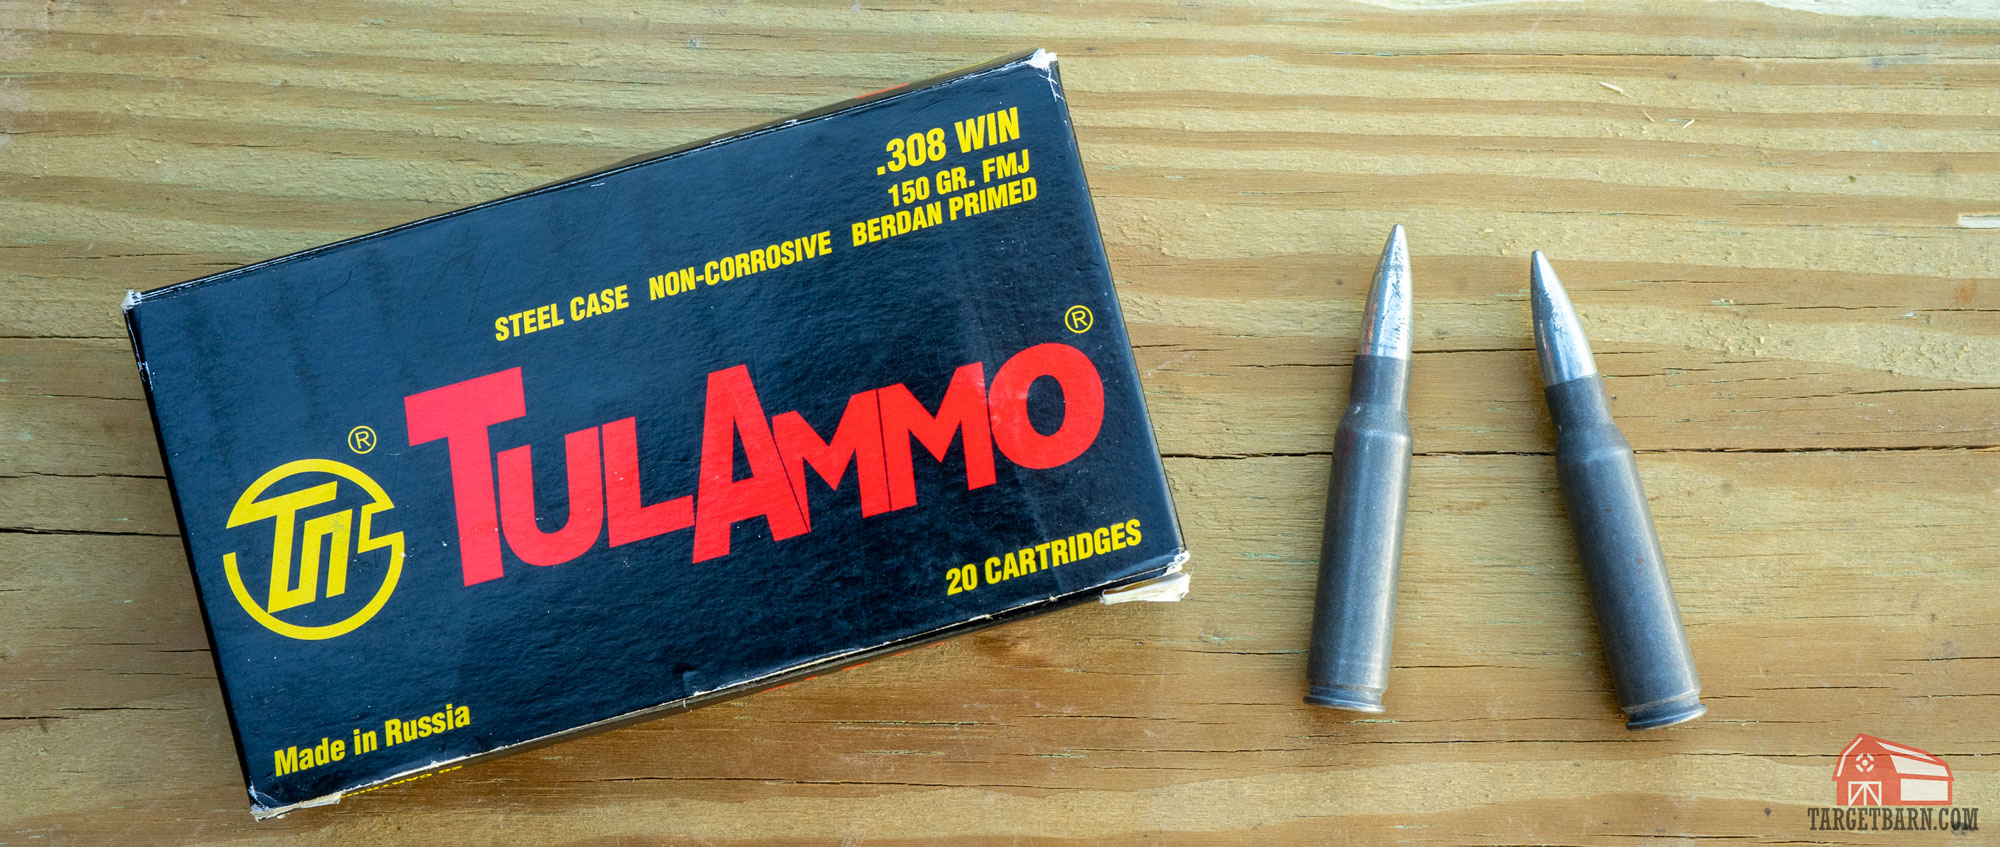 .308 WIN
150 GR. FMJ
STEEL CASE NON-CORROSIVE BERDAN PRIMED
®
TULAMMO
®
20 CARTRIDGES
Made in Russia
TARGETBARN.COM